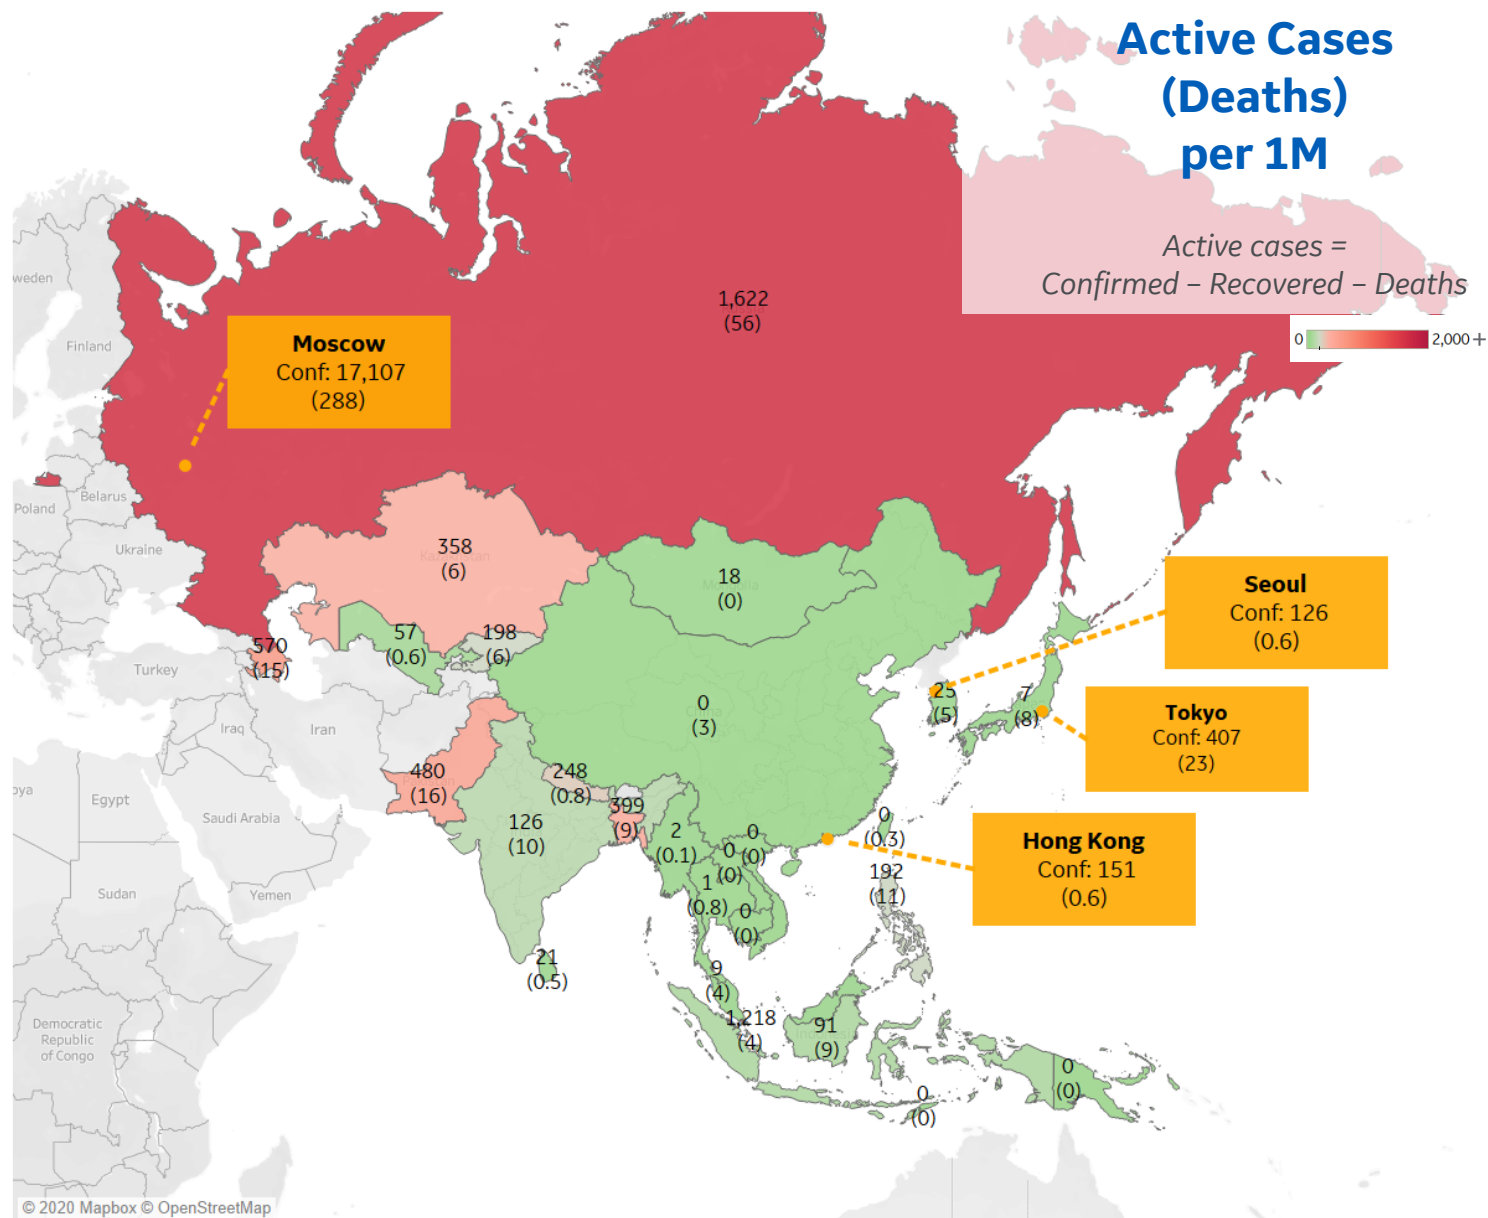 Active Cases
(Deaths)
per 1M
Active cases =
Confirmed – Recovered – Deaths
0
2,000 +
weden
Finland
1,622
(56)
Moscow
Conf: 17,107
(288)
Poland
Belarus
Ukraine
358
(6)
18
(0)
Seoul
Conf: 126
(0.6)
570
(15)
57
(0.6)
198
(6)
Turkey
Iraq
Iran
0
(3)
25
(5)
7
(8)
Tokyo
Conf: 407
(23)
oya
Egypt
Saudi Arabia
480
(16)
248
(0.8)
399
(9)
126
(10)
2
(0.1)
0
(0)
0
(0)
0
(0.3)
Hong Kong
Conf: 151
(0.6)
192
(11)
1
(0.8)
0
(0)
Sudan
Yemen
21
(0.5)
9
(4)
1,218
(4)
91
(9)
0
(0)
0
(0)
Democratic
Republic
of Congo
© 2020 Mapbox © OpenStreetMap